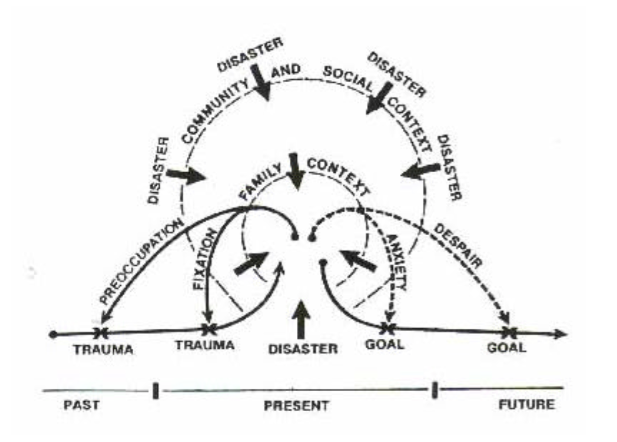 DISASTER
DISASTER
COMMUNITY AND SOCIAL CONTEXT
DISASTER
DISASTER
FAMILY CONTEXT
PREOCCUPATION
FIXATION
ANXIETY
DESPAIR
TRAUMA
TRAUMA
DISASTER
GOAL
GOAL
PAST
PRESENT
FUTURE